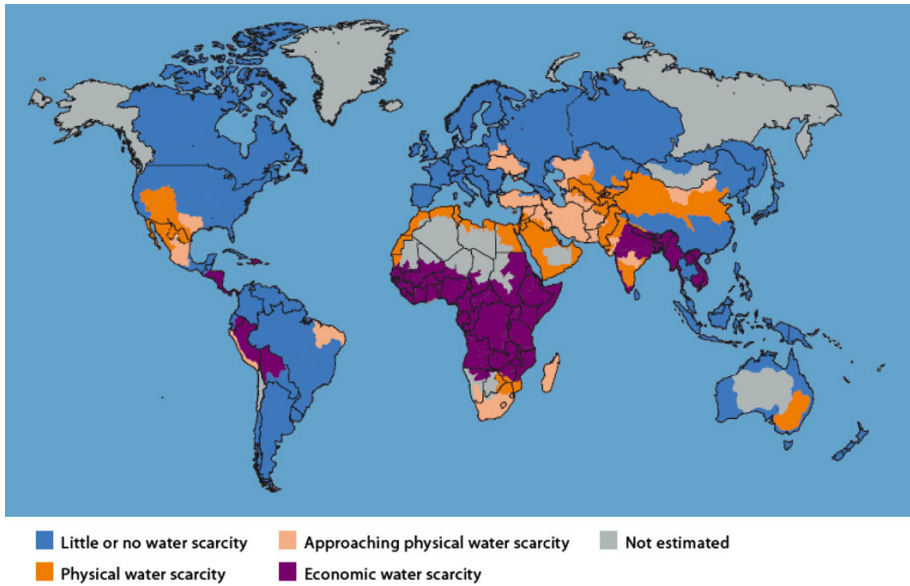 Little or no water scarcity
Approaching physical water scarcity
Not estimated
Physical water scarcity
Economic water scarcity